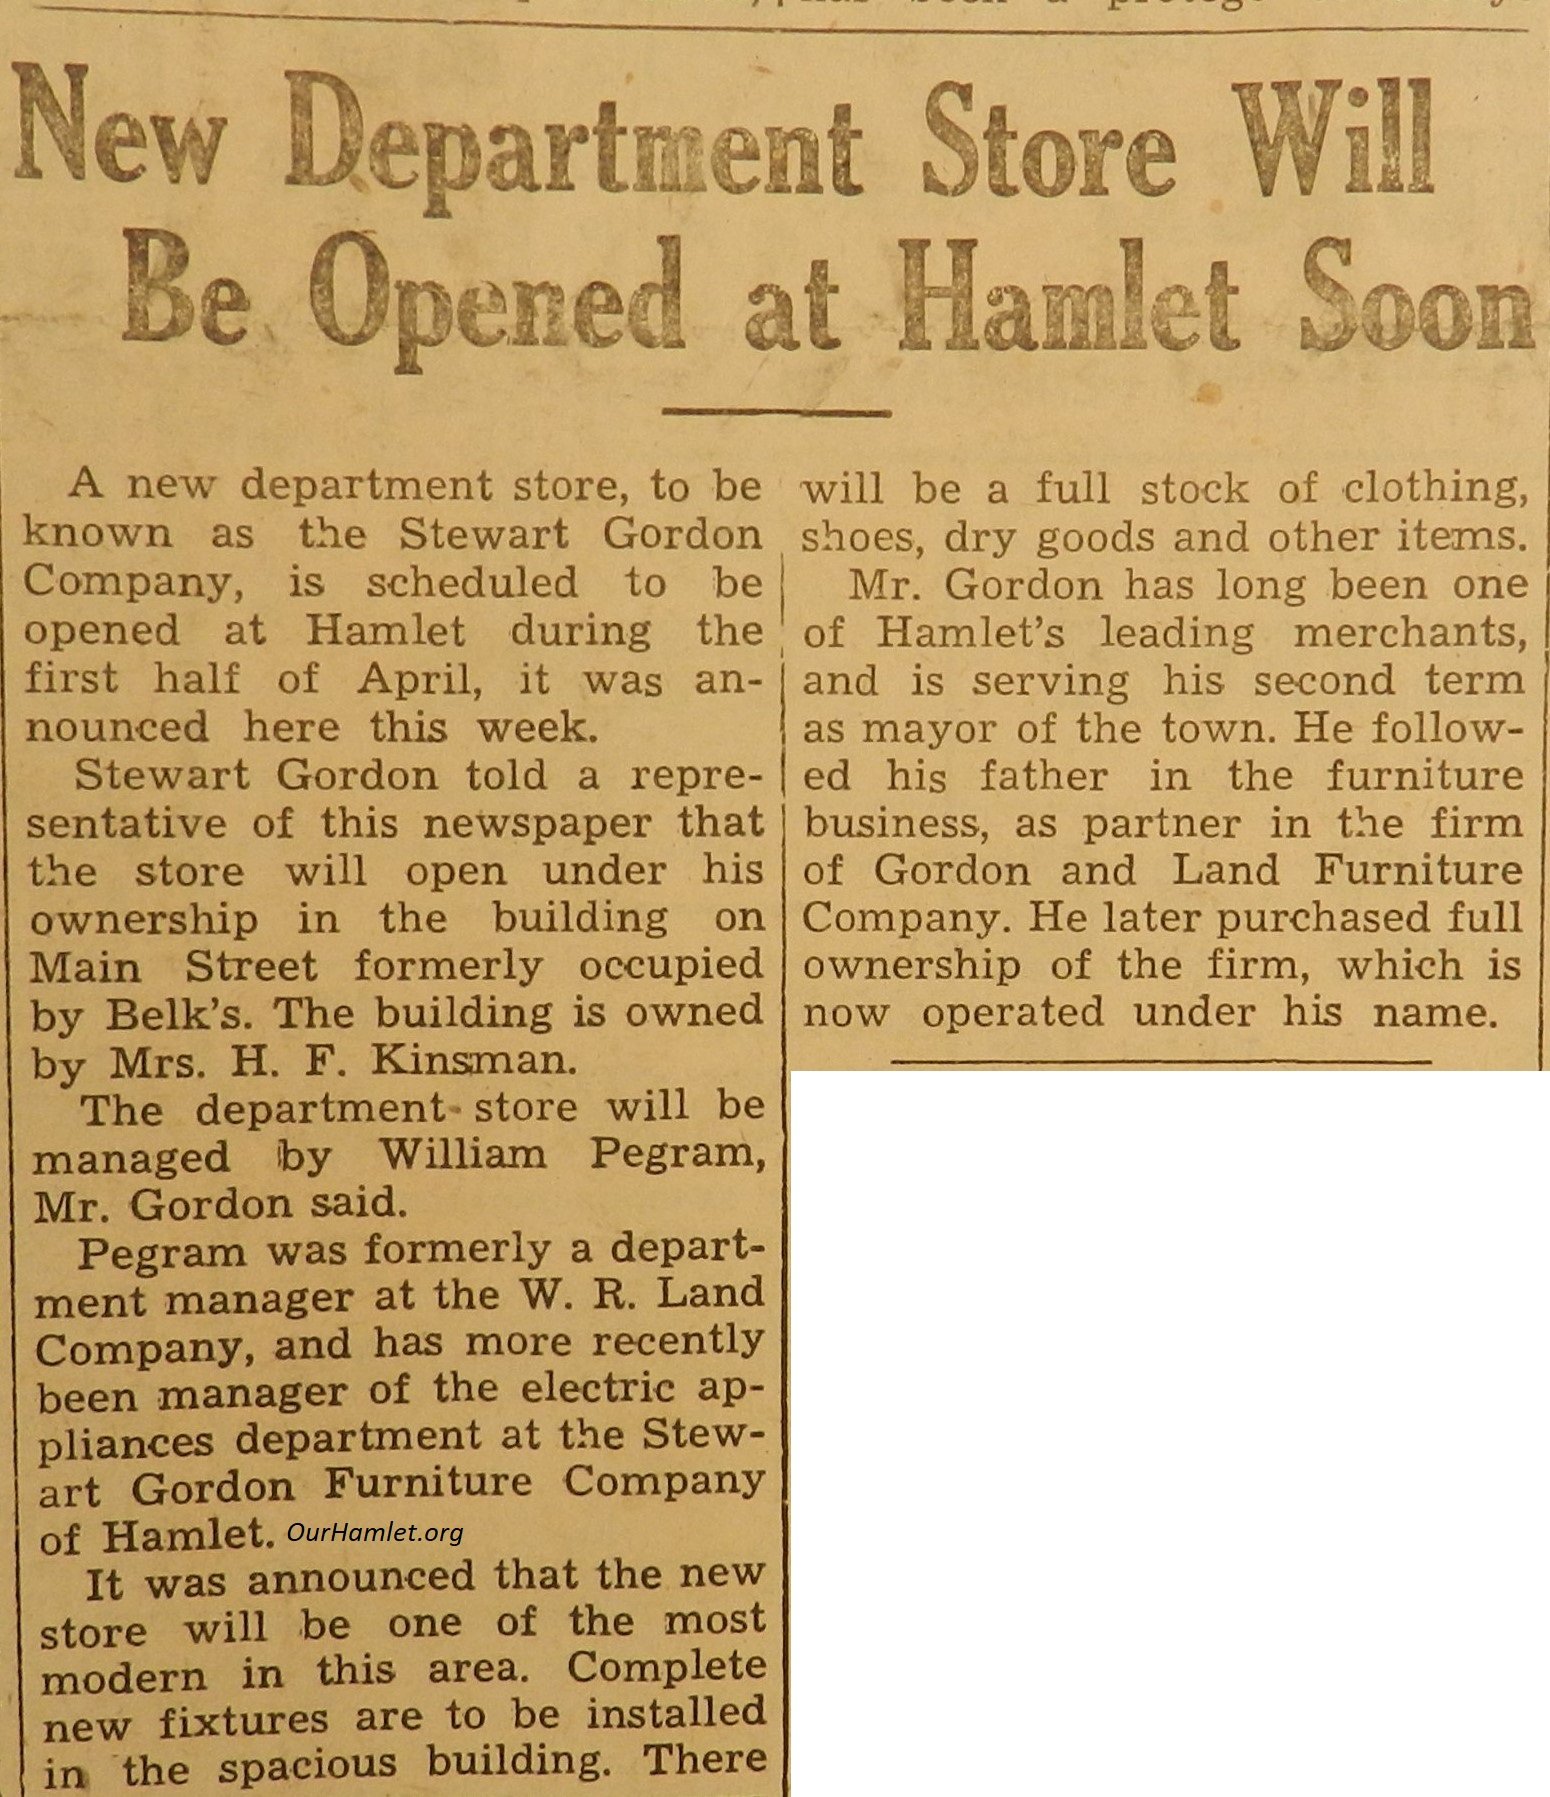 New Department Store Will
Be Opened at Hamlet Soon
A new department store, to be
known as the Stewart Gordon
Company, is scheduled to be
opened at Hamlet during the
first half of April, it was an-
nounced here this week.
Stewart Gordon told a repre-
sentative of this newspaper that
the store will open under his
ownership in the building on
Main Street formerly occupied
by Belk's. The building is owned
by Mrs. H. F. Kinsman.
The department store will be
managed by William Pegram,
Mr. Gordon said.
Pegram was formerly a depart-
ment manager at the W. R. Land
Company, and has more recently
been manager of the electric ap-
pliances department at the Stew-
art Gordon Furniture Company
of Hamlet. OurHamlet.org
It was announced that the new
store will be one of the most
modern in this area. Complete
new fixtures are to be installed
in the spacious building. There
will be a full stock of clothing,
shoes, dry goods and other items.
Mr. Gordon has long been one
of Hamlet's leading merchants,
and is serving his second term
as mayor of the town. He follow-
ed his father in the furniture
business, as partner in the firm
of Gordon and Land Furniture
Company. He later purchased full
ownership of the firm, which is
now operated under his name.